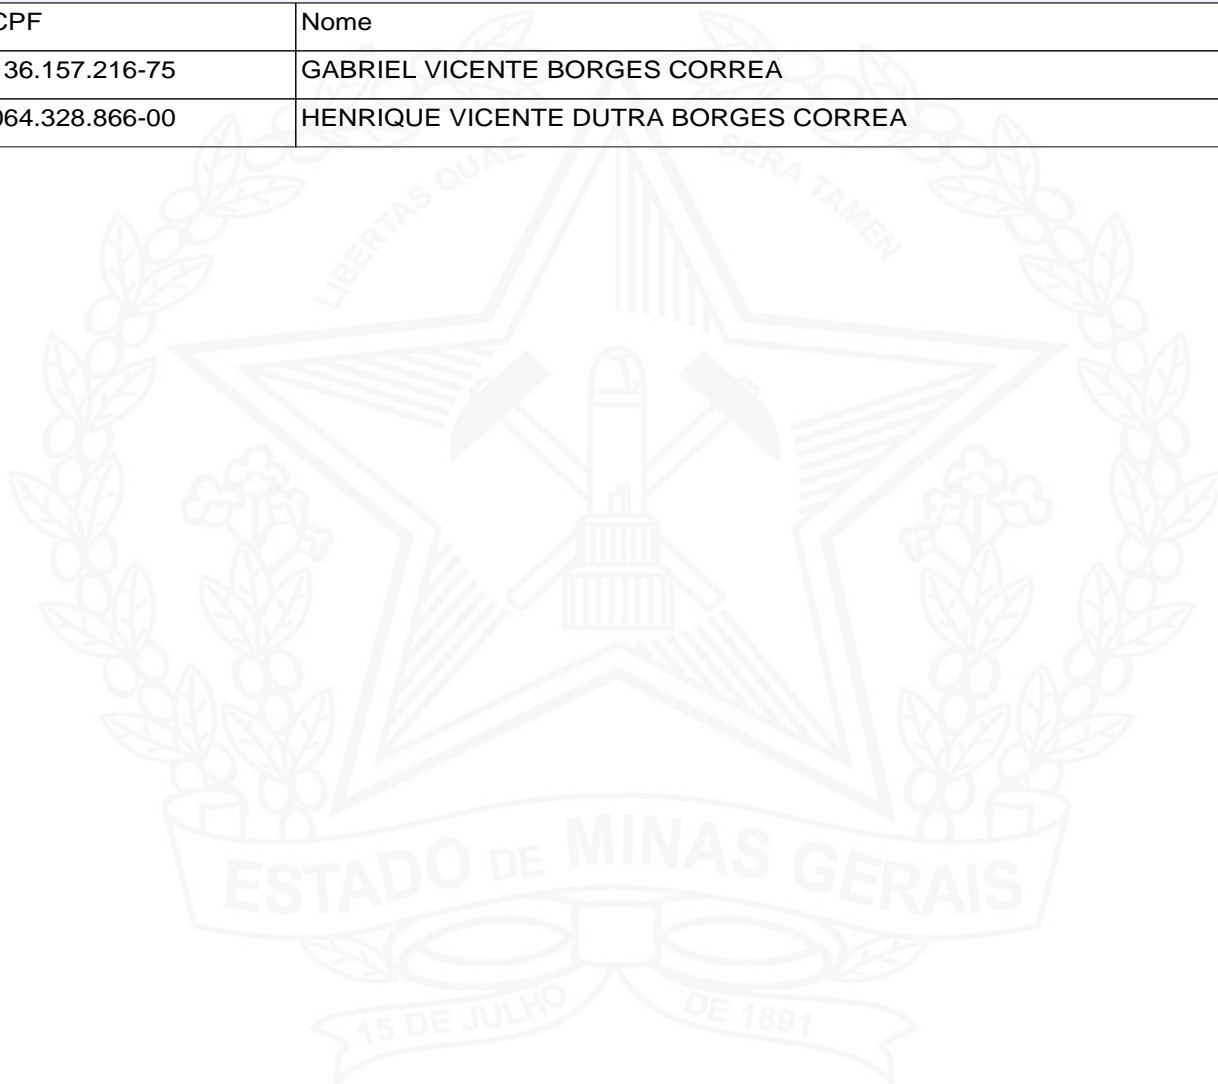 CPF Nome
36.157.216-75 GABRIEL VICENTE BORGES CORREA
064.328.866-00 HENRIQUE VICENTE DUTRA BORGES CORREA
LIBERTAS QUAE SERA TAMEN
ESTADO DE MINAS GERAIS
15 DE JULHO DE 1891